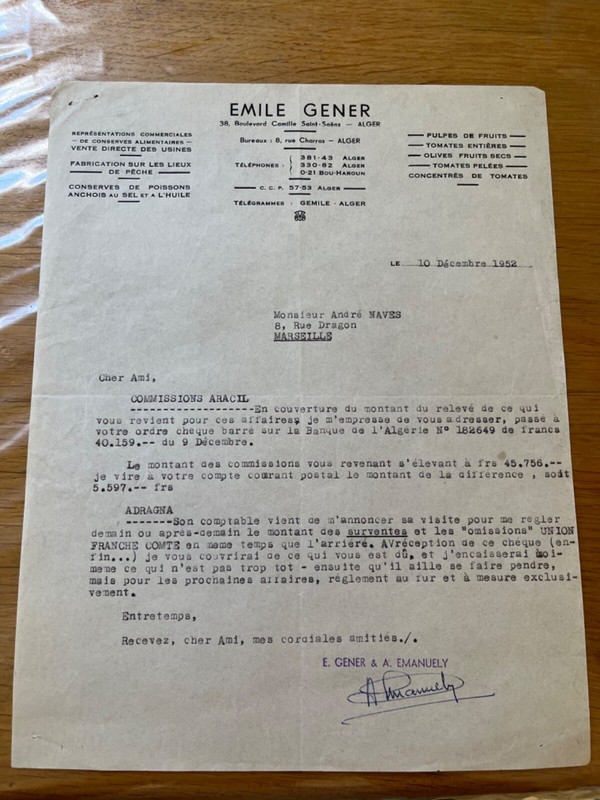 EMILE GENER
38, Boulevard Camille Saint-Saëns — ALGER
Bureaux : 8, rue Charras — ALGER
TÉLÉPHONES : 381-43 ALGER
330-82 ALGER
0-21 BOU-HAROUN
C. C. P. 57-53 ALGER
TÉLÉGRAMMES : GEMILE - ALGER
REPRÉSENTATIONS COMMERCIALES
— DE CONSERVES ALIMENTAIRES —
VENTE DIRECTE DES USINES
FABRICATION SUR LES LIEUX
DE PÊCHE
CONSERVES DE POISSONS
ANCHOIS AU SEL ET A L'HUILE
PULPES DE FRUITS
TOMATES ENTIÈRES
OLIVES FRUITS SECS
TOMATES PELÉES
CONCENTRÉS DE TOMATES
LE 10 Décembre 1952
Monsieur André NAVES
8, Rue Dragon
MARSEILLE
Cher Ami,
COMMISSIONS ARACIL
-----------------En couverture du montant du relevé de ce qui
vous revient pour ces affaires, je m'empresse de vous adresser, passé à
votre ordre chèque barré sur la Banque de l'Algérie N° 182649 de francs
40.159.-- du 9 Décembre.
Le montant des commissions vous revenant s'élevant à frs 45.756.--
je vire à votre compte courant postal le montant de la différence , soit
5.597.-- frs
ADRAGNA
-------Son comptable vient de m'annoncer sa visite pour me régler
demain ou après-demain le montant des surventes et les "omissions" UNION
FRANCHE COMTE en meme temps que l'arriéré. AVréception de ce chèque (en-
fin...) je vous couvrirai de ce qui vous est dû, et j'encaisserai moi-
meme ce qui n'est pas trop tot - ensuite qu'il aille se faire pendre,
mais pour les prochaines affaires, réglement au fur et à mesure exclusi-
vement.
Entretemps,
Recevez, cher Ami, mes cordiales amitiés./.
E. GENER & A. EMANUELY
A Emanuely